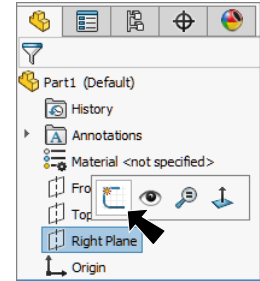 Part1 (Default)
History
Annotations
Material <not specified>
Fro
Top
Right Plane
Origin